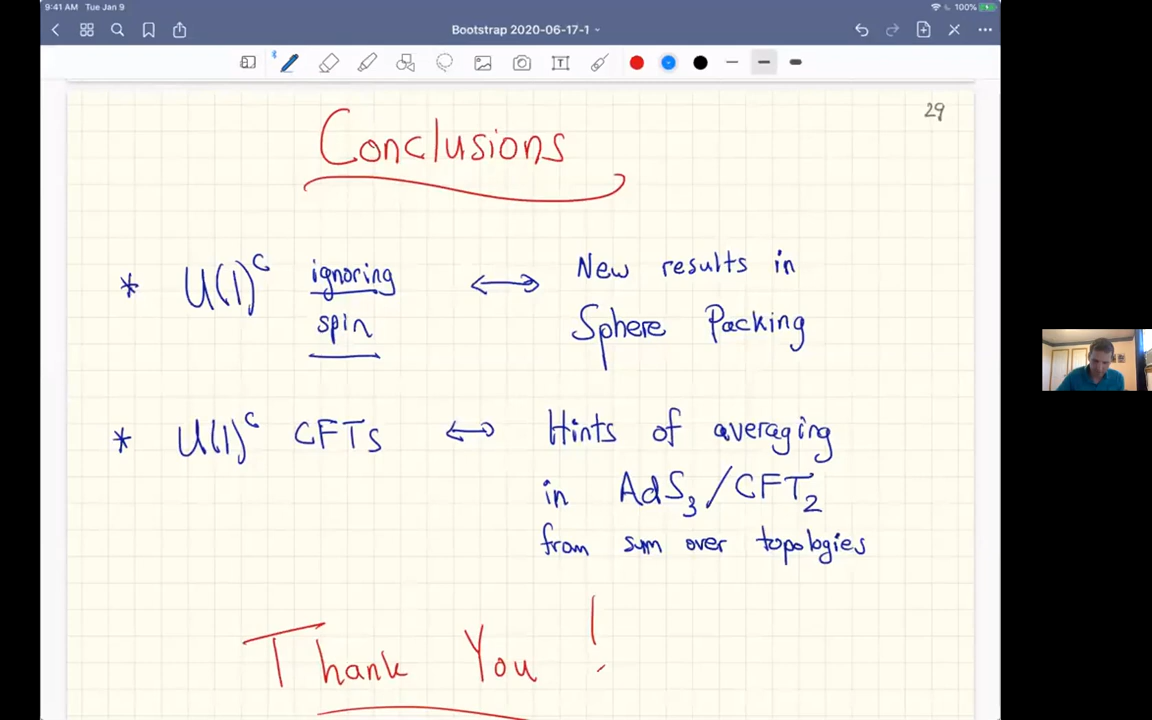 9:41 AM Tue Jan 9
100%
Bootstrap 2020-06-17-1
T
29
Conclusions
* U(1)^c ignoring ↔ New results in
spin Sphere Packing
* U(1)^c CFTs ↔ Hints of averaging
in AdS₃/CFT₂
from sum over topologies
Thank You !